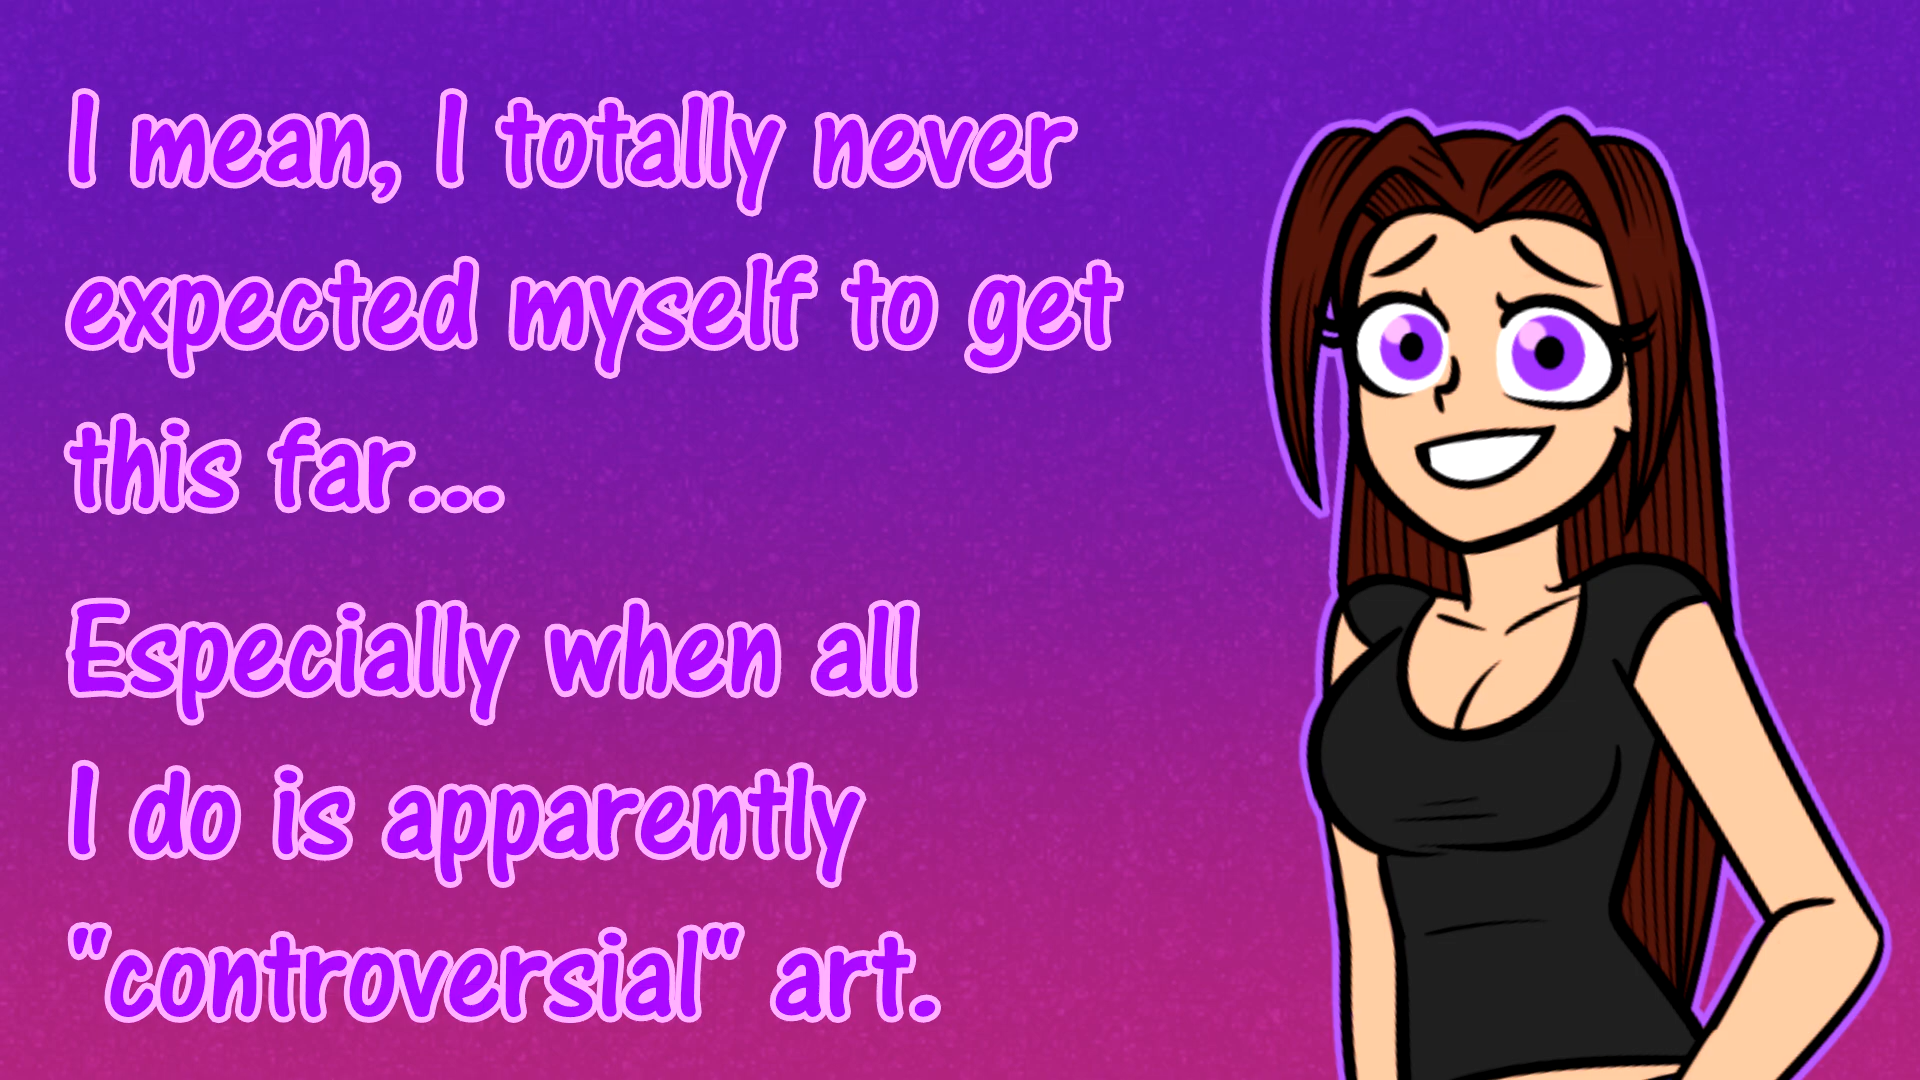 I mean, I totally never
expected myself to get
this far...
Especially when all
I do is apparently
"controversial" art.